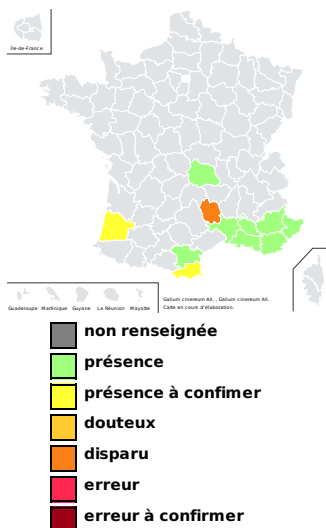 Île-de-France
Guadeloupe Martinique Guyane La Réunion Mayotte
Galium cinereum All. , Galium cinereum All.
Carte en cours d'élaboration.
non renseignée
présence
présence à confimer
douteux
disparu
erreur
erreur à confirmer